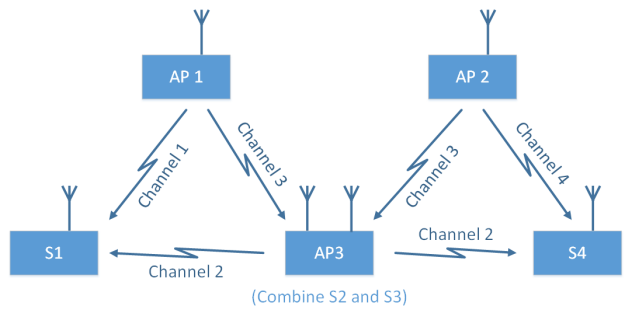 AP 1
AP 2
Channel 1
Channel 3
Channel 3
Channel 4
S1
AP3
S4
Channel 2
Channel 2
(Combine S2 and S3)